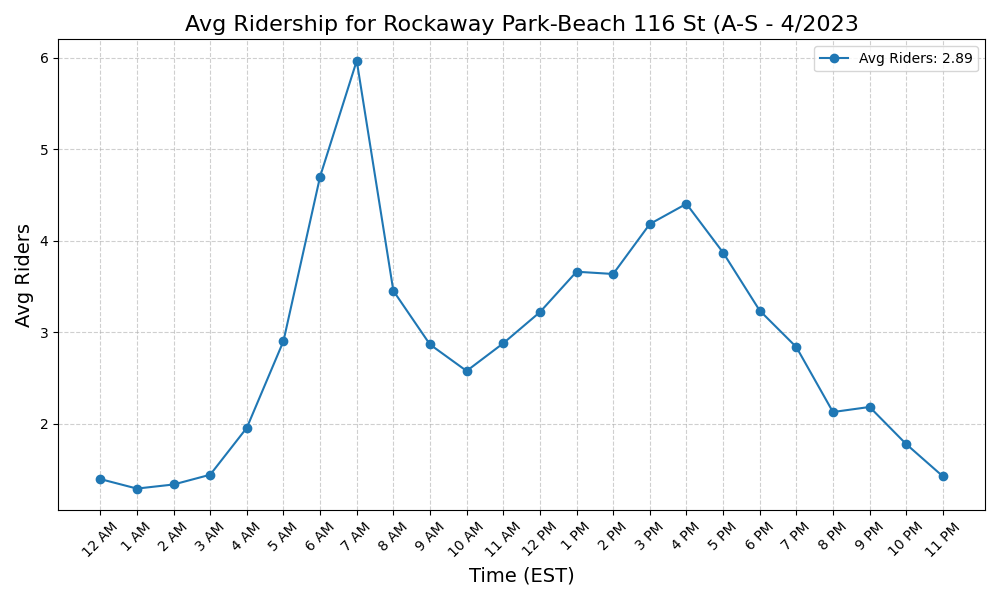 Avg Ridership for Rockaway Park-Beach 116 St (A-S - 4/2023
Avg Riders: 2.89
6
5
4
3
2
Avg Riders
12 AM
1 AM
2 AM
3 AM
4 AM
5 AM
6 AM
7 AM
8 AM
9 AM
10 AM
11 AM
12 PM
1 PM
2 PM
3 PM
4 PM
5 PM
6 PM
7 PM
8 PM
9 PM
10 PM
11 PM
Time (EST)